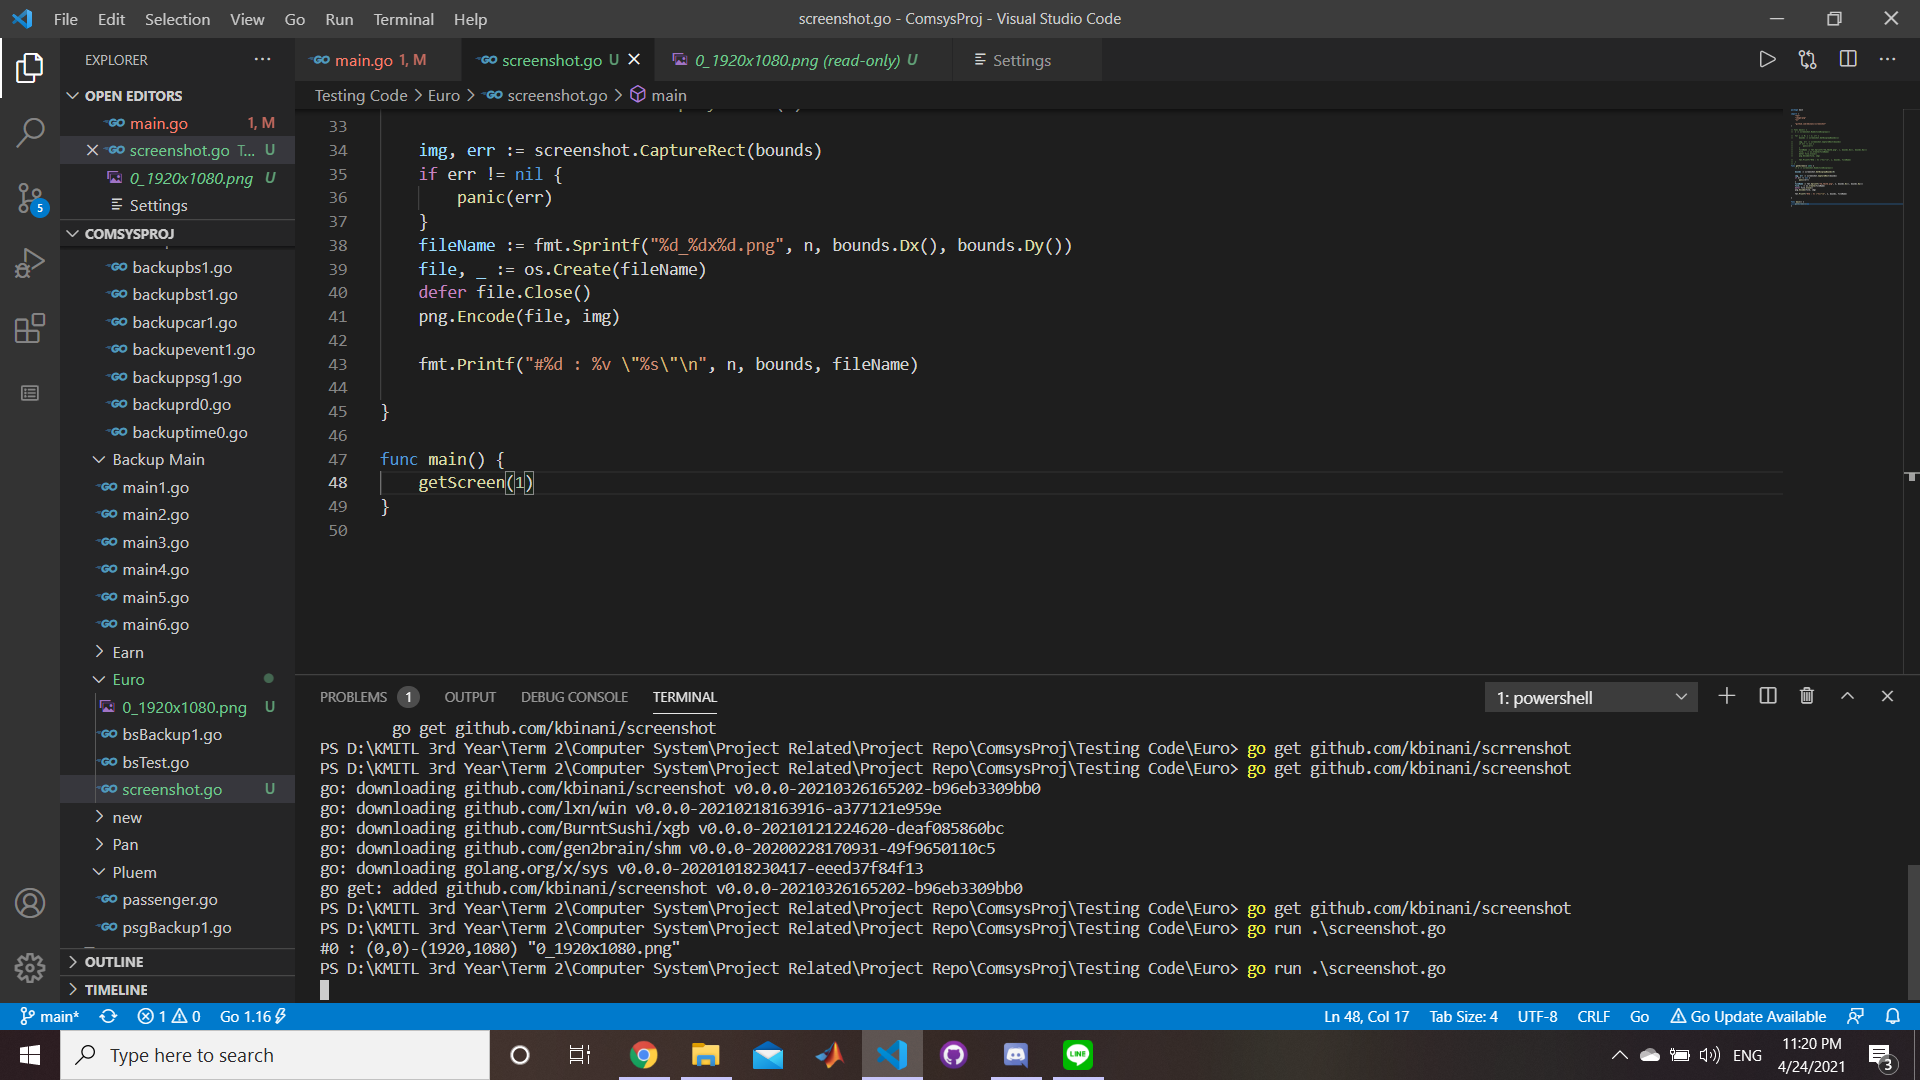 File Edit Selection View Go Run Terminal Help
screenshot.go - ComsysProj - Visual Studio Code
EXPLORER
main.go 1, M
screenshot.go U
0_1920x1080.png (read-only) U
Settings
OPEN EDITORS
main.go 1, M
screenshot.go T... U
0_1920x1080.png U
Settings
COMSYSPROJ
backupbs1.go
backupbst1.go
backupcar1.go
backupevent1.go
backuppsg1.go
backuprd0.go
backuptime0.go
Backup Main
main1.go
main2.go
main3.go
main4.go
main5.go
main6.go
Earn
Euro
0_1920x1080.png U
bsBackup1.go
bsTest.go
screenshot.go U
new
Pan
Pluem
passenger.go
psgBackup1.go
OUTLINE
TIMELINE
Testing Code > Euro > screenshot.go > main
33
34 img, err := screenshot.CaptureRect(bounds)
35 if err != nil {
36 panic(err)
37 }
38 fileName := fmt.Sprintf("%d_%dx%d.png", n, bounds.Dx(), bounds.Dy())
39 file, _ := os.Create(fileName)
40 defer file.Close()
41 png.Encode(file, img)
42
43 fmt.Printf("#%d : %v \"%s\"\n", n, bounds, fileName)
44
45 }
46
47 func main() {
48 getScreen(1)
49 }
50
PROBLEMS 1 OUTPUT DEBUG CONSOLE TERMINAL
1: powershell
go get github.com/kbinani/screenshot
PS D:\KMITL 3rd Year\Term 2\Computer System\Project Related\Project Repo\ComsysProj\Testing Code\Euro> go get github.com/kbinani/scrrenshot
PS D:\KMITL 3rd Year\Term 2\Computer System\Project Related\Project Repo\ComsysProj\Testing Code\Euro> go get github.com/kbinani/screenshot
go: downloading github.com/kbinani/screenshot v0.0.0-20210326165202-b96eb3309bb0
go: downloading github.com/lxn/win v0.0.0-20210218163916-a377121e959e
go: downloading github.com/BurntSushi/xgb v0.0.0-20210121224620-deaf085860bc
go: downloading github.com/gen2brain/shm v0.0.0-20200228170931-49f9650110c5
go: downloading golang.org/x/sys v0.0.0-20201018230417-eeed37f84f13
go get: added github.com/kbinani/screenshot v0.0.0-20210326165202-b96eb3309bb0
PS D:\KMITL 3rd Year\Term 2\Computer System\Project Related\Project Repo\ComsysProj\Testing Code\Euro> go get github.com/kbinani/screenshot
PS D:\KMITL 3rd Year\Term 2\Computer System\Project Related\Project Repo\ComsysProj\Testing Code\Euro> go run .\screenshot.go
#0 : (0,0)-(1920,1080) "0_1920x1080.png"
PS D:\KMITL 3rd Year\Term 2\Computer System\Project Related\Project Repo\ComsysProj\Testing Code\Euro> go run .\screenshot.go
5
main* 1 0 Go 1.16
Ln 48, Col 17 Tab Size: 4 UTF-8 CRLF Go Go Update Available
Type here to search
LINE
ENG
11:20 PM
4/24/2021
3